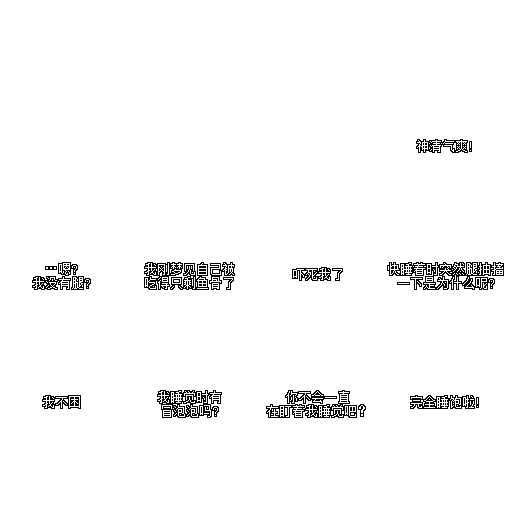 神清气爽!
…嗯?
我没有腿?
我刚梦见自己被
吃得只剩鱼骨了
吓死我了
快睡着时突然腿抽搐
一下是为什么呢?
我不困
我睡觉时有
冒泡泡吗?
你不会一直
在盯着我睡觉吧?
完全睡饱啦!